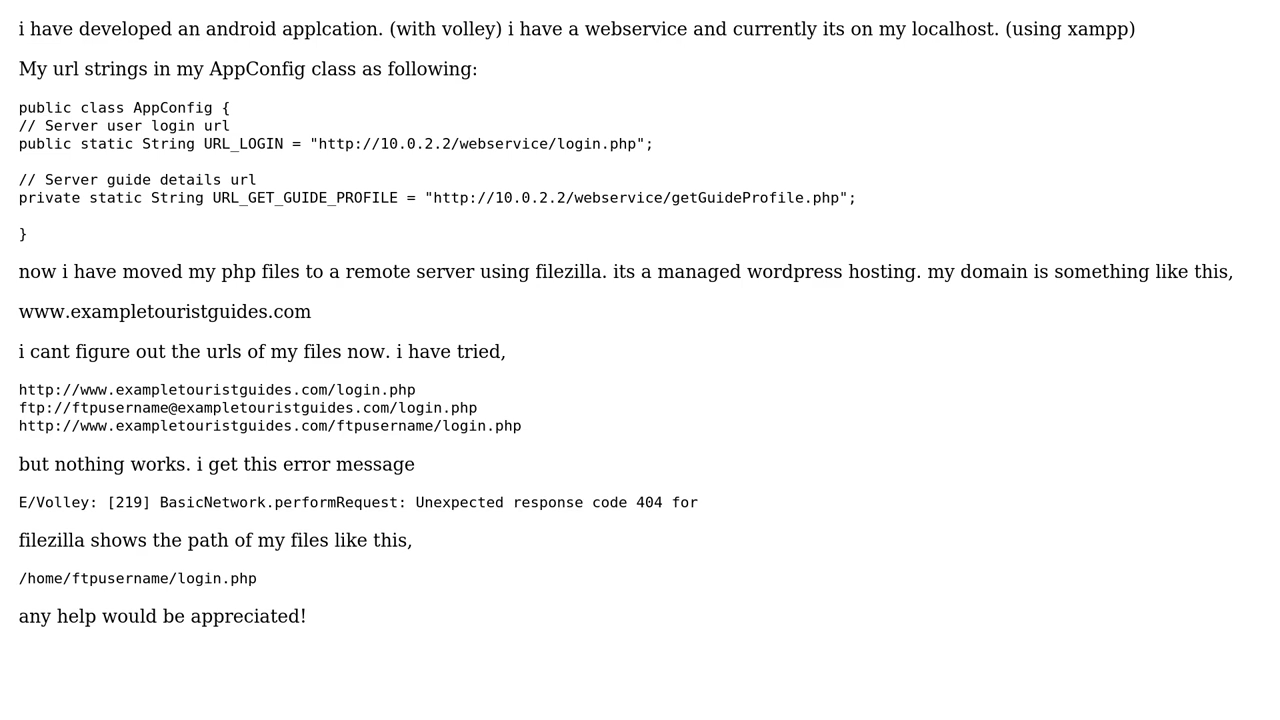 i have developed an android applcation. (with volley) i have a webservice and currently its on my localhost. (using xampp)
My url strings in my AppConfig class as following:
public class AppConfig {
// Server user login url
public static String URL_LOGIN = "http://10.0.2.2/webservice/login.php";
// Server guide details url
private static String URL_GET_GUIDE_PROFILE = "http://10.0.2.2/webservice/getGuideProfile.php";
}
now i have moved my php files to a remote server using filezilla. its a managed wordpress hosting. my domain is something like this,
www.exampletouristguides.com
i cant figure out the urls of my files now. i have tried,
http://www.exampletouristguides.com/login.php
ftp://ftpusername@exampletouristguides.com/login.php
http://www.exampletouristguides.com/ftpusername/login.php
but nothing works. i get this error message
E/Volley: [219] BasicNetwork.performRequest: Unexpected response code 404 for
filezilla shows the path of my files like this,
/home/ftpusername/login.php
any help would be appreciated!